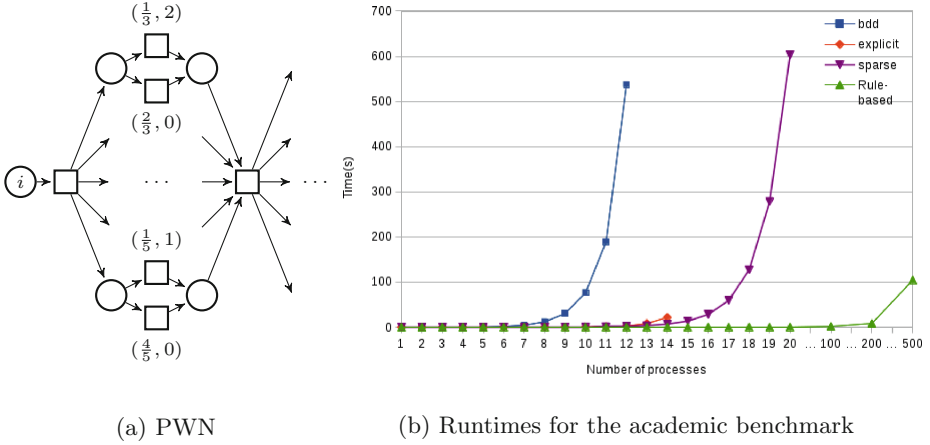 (1/3, 2)
(2/3, 0)
i
. . .
. . .
(1/5, 1)
(4/5, 0)
(a) PWN
700
600
500
400
300
200
100
0
Time(s)
bdd
explicit
sparse
Rule-
based
1 2 3 4 5 6 7 8 9 10 11 12 13 14 15 16 17 18 19 20 ... 100 ... 200 ... 500
Number of processes
(b) Runtimes for the academic benchmark